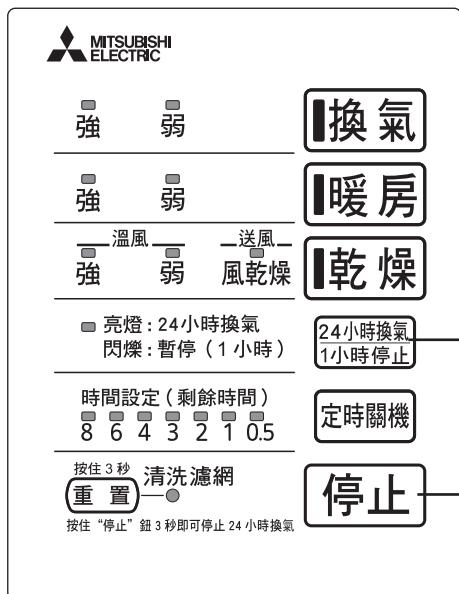 MITSUBISHI
ELECTRIC
強 弱 換氣
強 弱 暖房
溫風 送風
強 弱 風乾燥 乾燥
亮燈：24小時換氣
閃爍：暫停（1小時）
24小時換氣
1小時停止
時間設定（剩餘時間）
8 6 4 3 2 1 0.5
定時關機
按住3秒
重置
清洗濾網
停止
按住“停止”鈕3秒即可停止24小時換氣